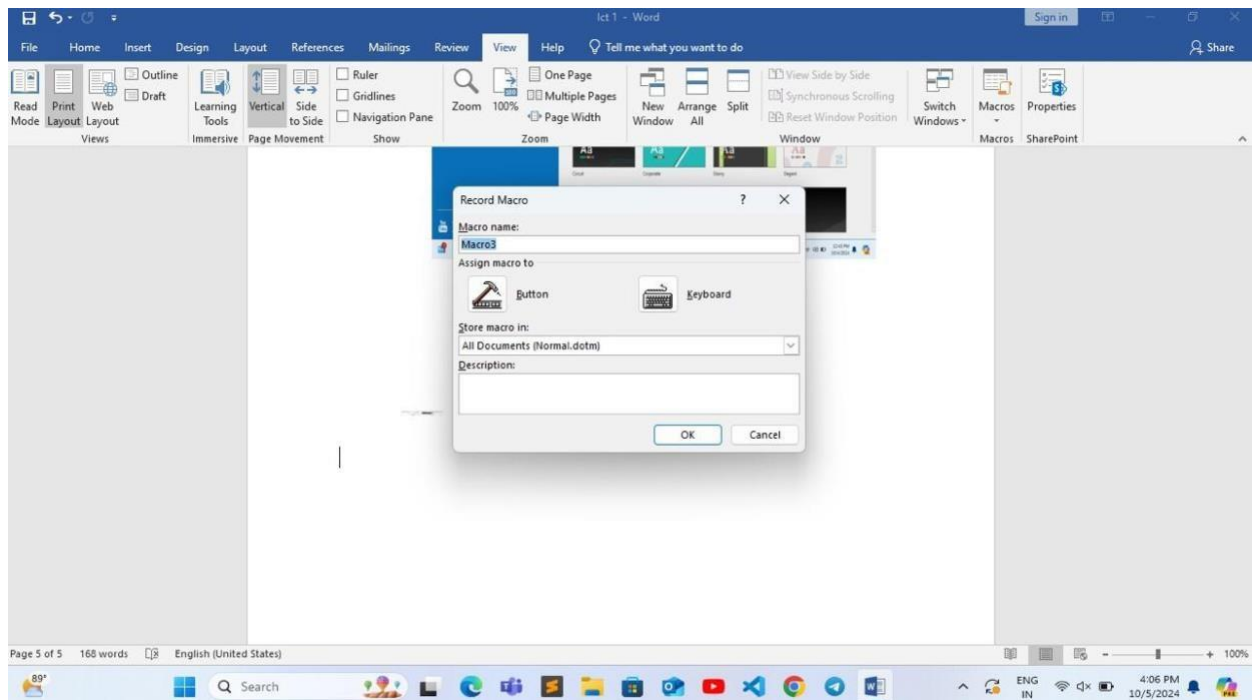 Ict 1 - Word
Sign in
File Home Insert Design Layout References Mailings Review View Help Tell me what you want to do Share
Read Mode
Print Layout
Web Layout
Outline
Draft
Views
Learning Tools
Immersive
Vertical
Side to Side
Page Movement
Ruler
Gridlines
Navigation Pane
Show
Zoom
100%
One Page
Multiple Pages
Page Width
Zoom
New Window
Arrange All
Split
View Side by Side
Synchronous Scrolling
Reset Window Position
Window
Switch Windows
Macros
Macros
Properties
SharePoint
Record Macro ?
Macro name:
Macro3
Assign macro to
Button
Keyboard
Store macro in:
All Documents (Normal.dotm)
Description:
OK Cancel
Page 5 of 5 168 words English (United States) 100%
89°
Search
ENG
IN
4:06 PM
10/5/2024